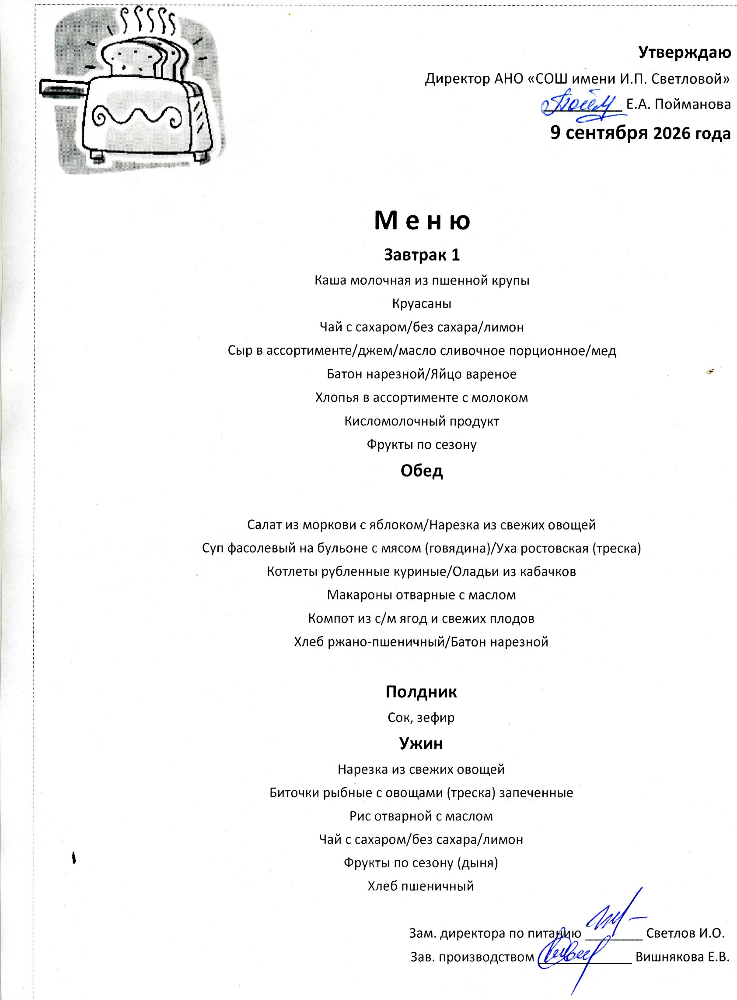 Утверждаю
Директор АНО «СОШ имени И.П. Светловой»
Е.А. Пойманова
9 сентября 2026 года
Меню
Завтрак 1
Каша молочная из пшенной крупы
Круасаны
Чай с сахаром/без сахара/лимон
Сыр в ассортименте/джем/масло сливочное порционное/мед
Батон нарезной/Яйцо вареное
Хлопья в ассортименте с молоком
Кисломолочный продукт
Фрукты по сезону
Обед
Салат из моркови с яблоком/Нарезка из свежих овощей
Суп фасолевый на бульоне с мясом (говядина)/Уха ростовская (треска)
Котлеты рубленные куриные/Оладьи из кабачков
Макароны отварные с маслом
Компот из с/м ягод и свежих плодов
Хлеб ржано-пшеничный/Батон нарезной
Полдник
Сок, зефир
Ужин
Нарезка из свежих овощей
Биточки рыбные с овощами (треска) запеченные
Рис отварной с маслом
Чай с сахаром/без сахара/лимон
Фрукты по сезону (дыня)
Хлеб пшеничный
Зам. директора по питанию Светлов И.О.
Зав. производством Вишнякова Е.В.